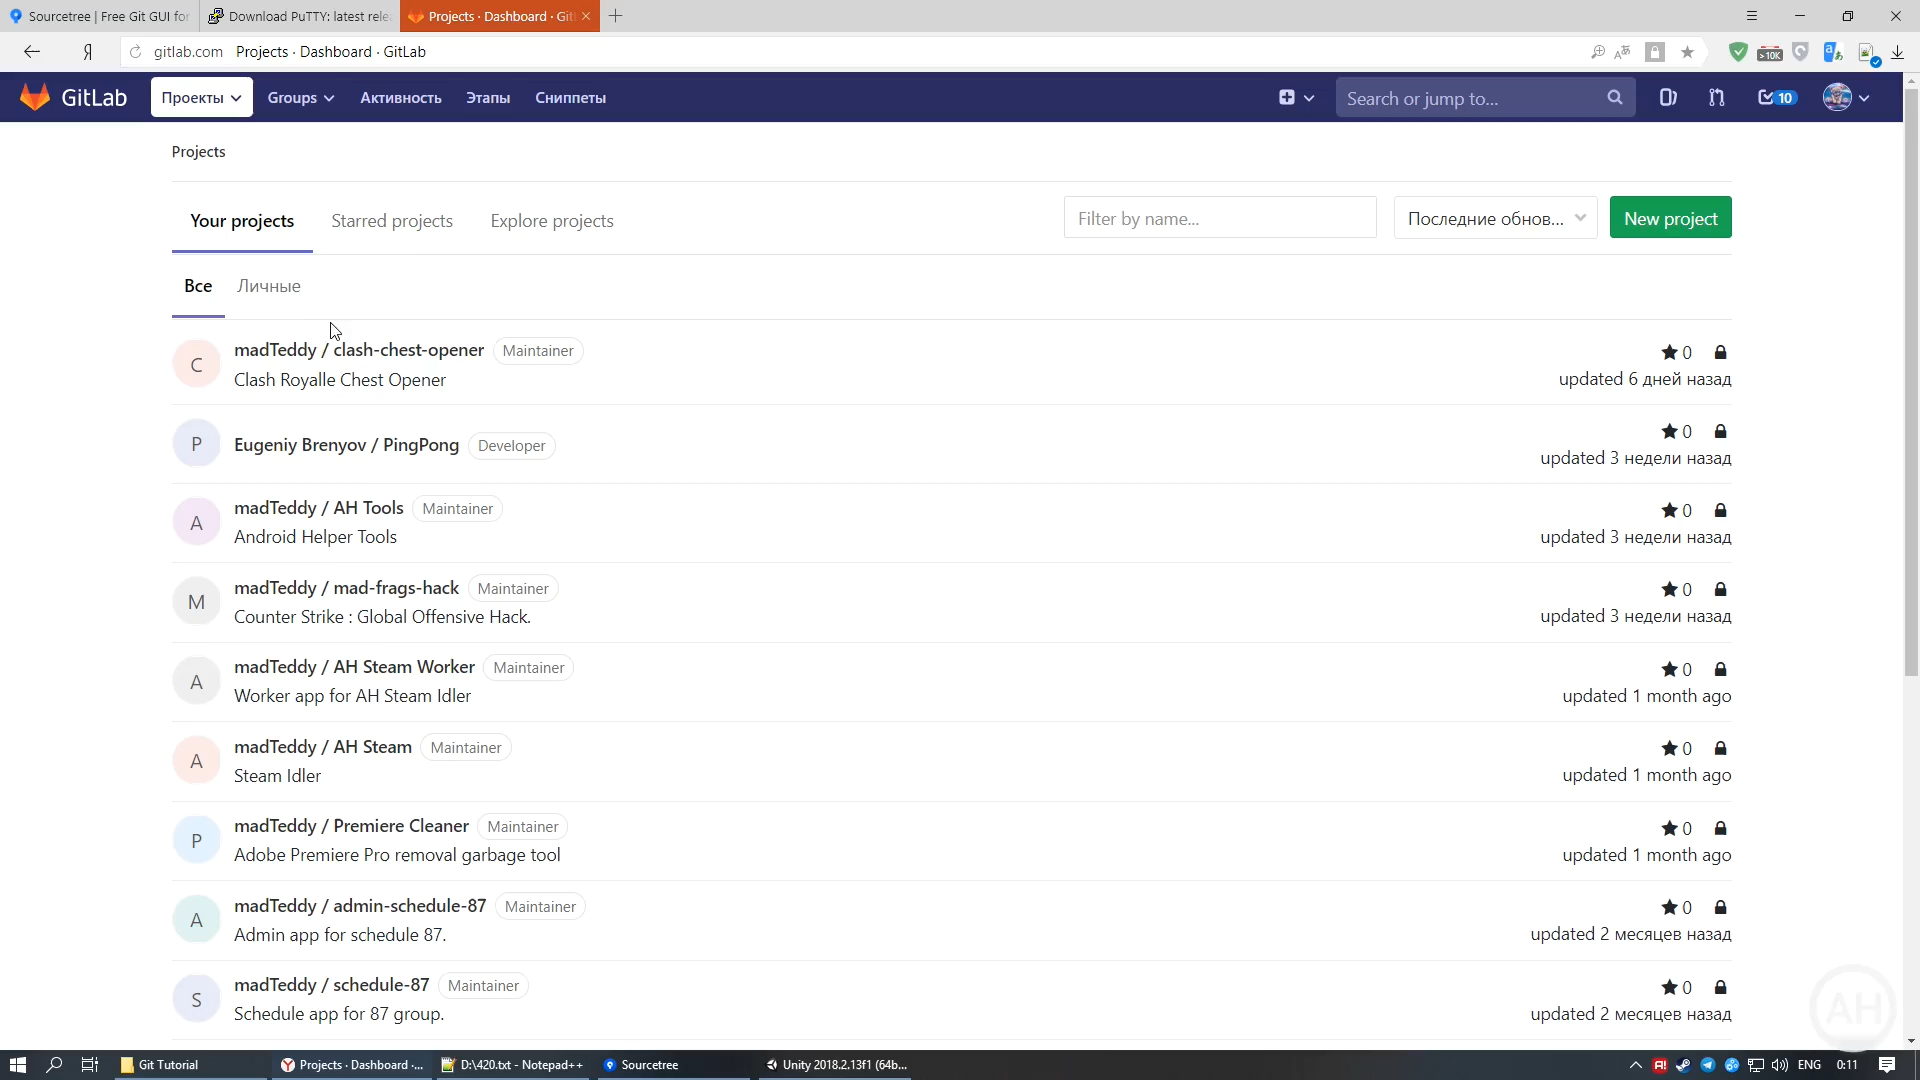 Sourcetree | Free Git GUI for
Download PuTTY: latest rele
Projects · Dashboard · Git
gitlab.com Projects · Dashboard · GitLab
>10K
GitLab
Проекты
Groups
Активность
Этапы
Сниппеты
Search or jump to...
10
Projects
Your projects
Starred projects
Explore projects
Filter by name...
Последние обнов...
New project
Все
Личные
C
madTeddy / clash-chest-opener Maintainer
0
Clash Royalle Chest Opener
updated 6 дней назад
P
Eugeniy Brenyov / PingPong Developer
0
updated 3 недели назад
A
madTeddy / AH Tools Maintainer
0
Android Helper Tools
updated 3 недели назад
M
madTeddy / mad-frags-hack Maintainer
0
Counter Strike : Global Offensive Hack.
updated 3 недели назад
A
madTeddy / AH Steam Worker Maintainer
0
Worker app for AH Steam Idler
updated 1 month ago
A
madTeddy / AH Steam Maintainer
0
Steam Idler
updated 1 month ago
P
madTeddy / Premiere Cleaner Maintainer
0
Adobe Premiere Pro removal garbage tool
updated 1 month ago
A
madTeddy / admin-schedule-87 Maintainer
0
Admin app for schedule 87.
updated 2 месяцев назад
S
madTeddy / schedule-87 Maintainer
0
Schedule app for 87 group.
updated 2 месяцев назад
AH
Git Tutorial
Projects · Dashboard ·...
D:\420.txt - Notepad++
Sourcetree
Unity 2018.2.13f1 (64b...
ENG
0:11